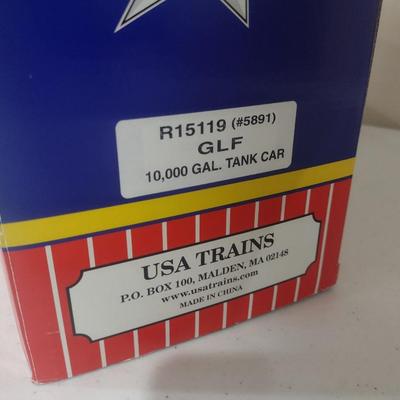 R15119 (#5891)
GLF
10,000 GAL. TANK CAR
USA TRAINS
P.O. BOX 100, MALDEN, MA 02148
www.usatrains.com
MADE IN CHINA